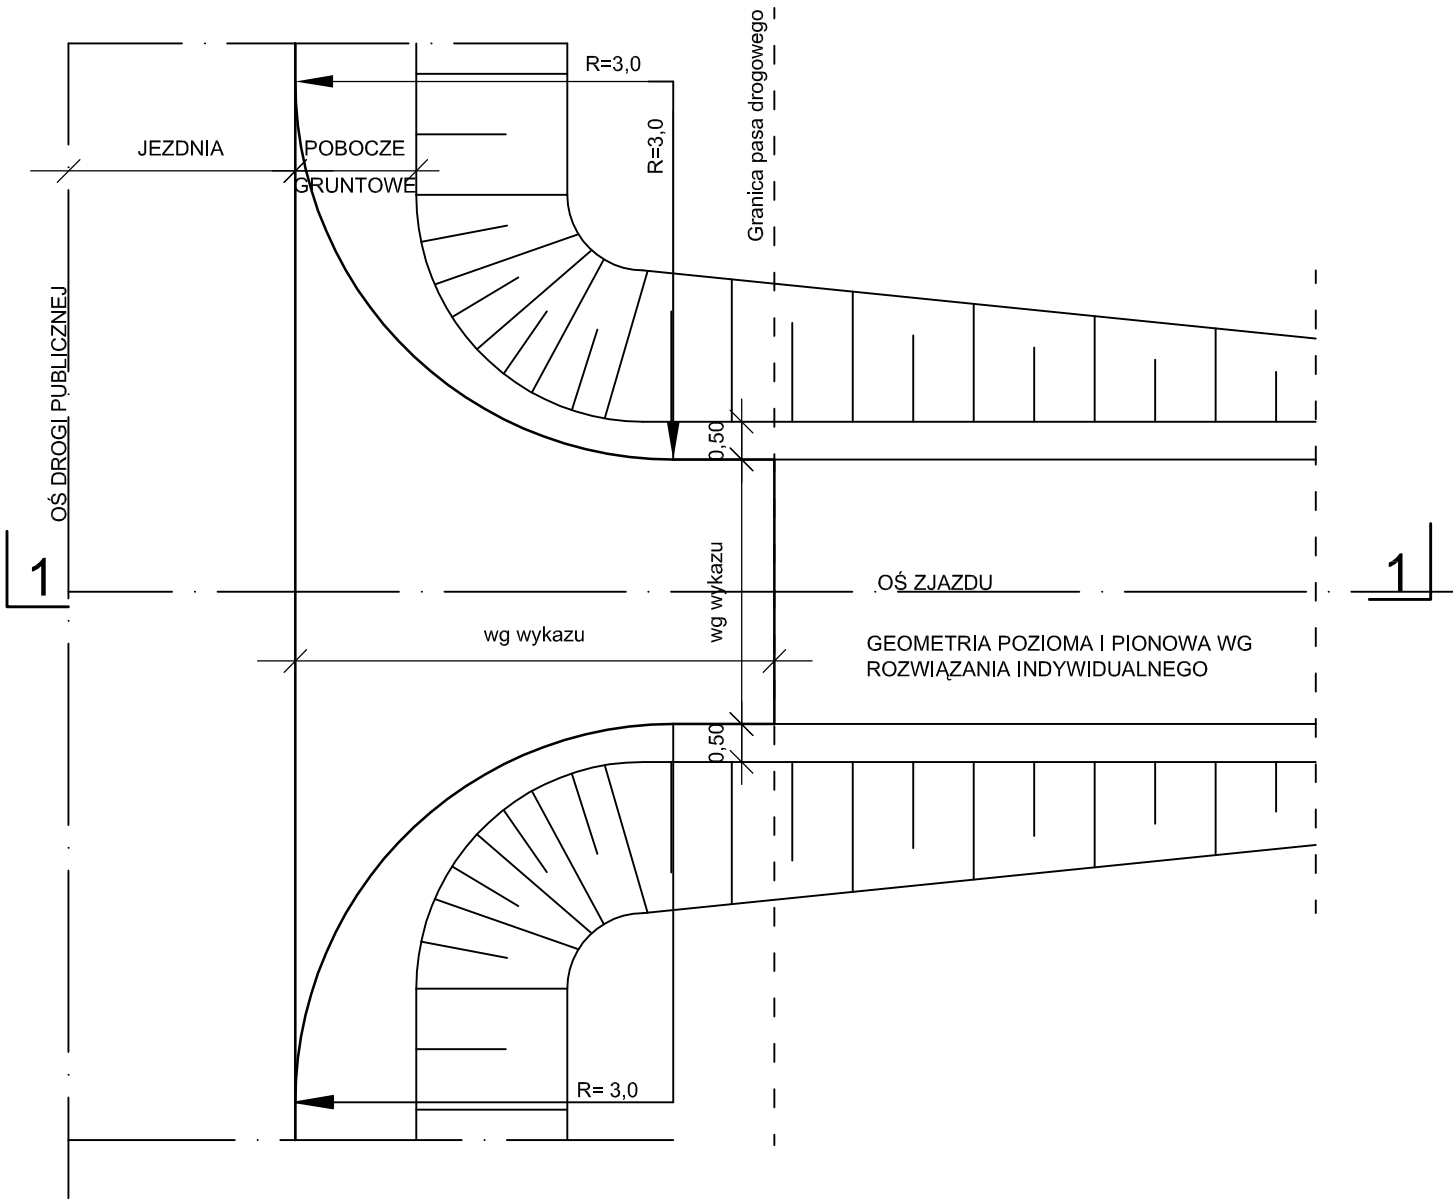 R=3,0
Granica pasa drogowego
R=3,0
JEZDNIA
POBOCZE
GRUNTOWE
OŚ DROGI PUBLICZNEJ
0,50
1
wg wykazu
OŚ ZJAZDU
1
wg wykazu
GEOMETRIA POZIOMA I PIONOWA WG
ROZWIĄZANIA INDYWIDUALNEGO
0,50
R= 3,0